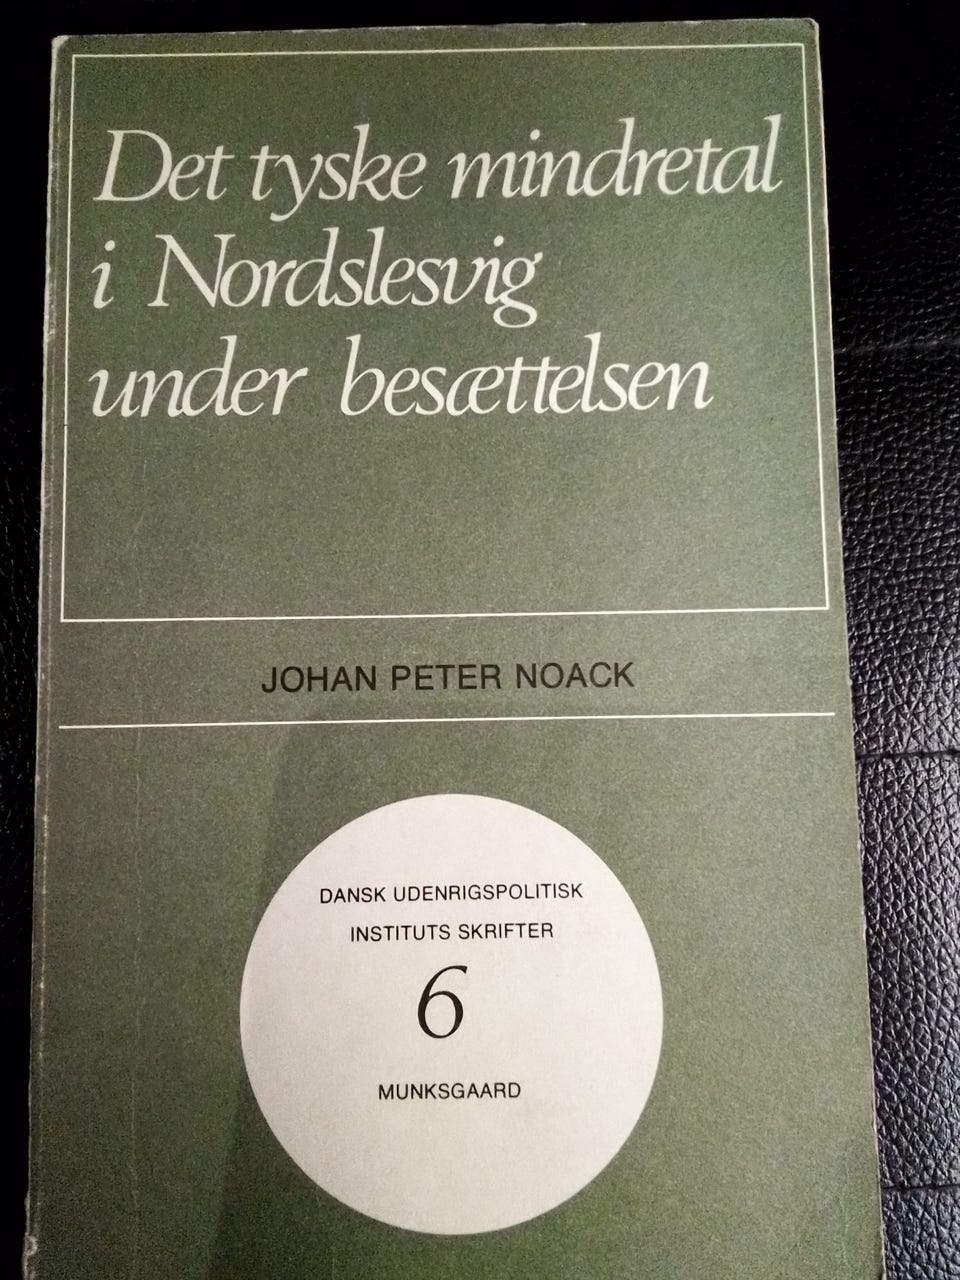 Det tyske mindretal
i Nordslesvig
under besættelsen
JOHAN PETER NOACK
DANSK UDENRIGSPOLITISK
INSTITUTS SKRIFTER
6
MUNKSGAARD